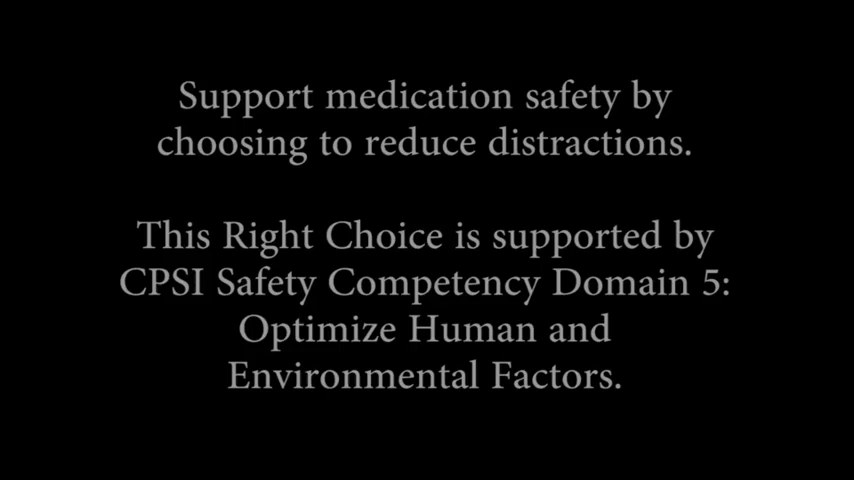 Support medication safety by
choosing to reduce distractions.
This Right Choice is supported by
CPSI Safety Competency Domain 5:
Optimize Human and
Environmental Factors.